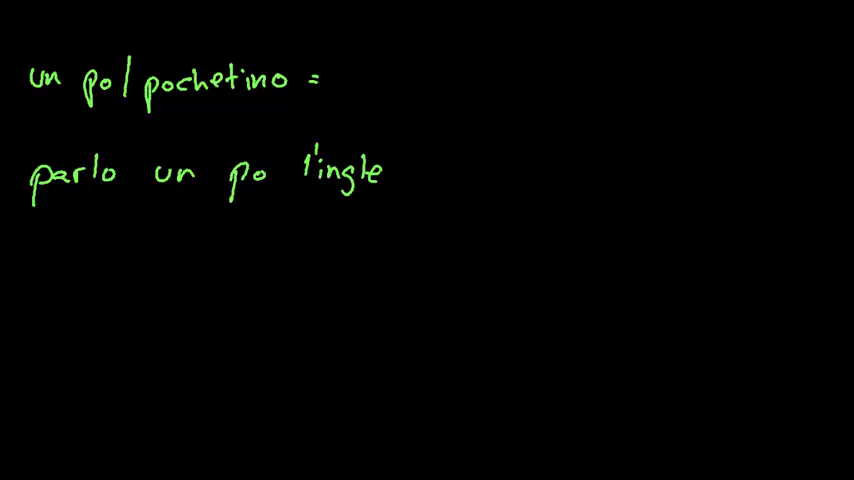 un po/pochetino =
parlo un po l'ingle